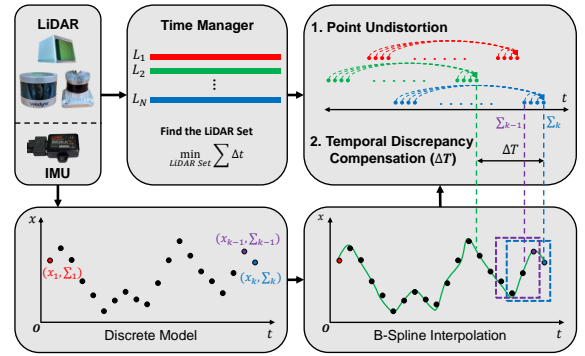 LiDAR
IMU
Time Manager
L₁
L₂
⋮
L_N
Find the LiDAR Set
min ∑ Δt
LiDAR Set
1. Point Undistortion
t
∑ₖ₋₁
∑ₖ
2. Temporal Discrepancy
Compensation (ΔT)
ΔT
x
(x₁, ∑₁)
(xₖ₋₁, ∑ₖ₋₁)
(xₖ, ∑ₖ)
O
t
Discrete Model
x
O
t
B-Spline Interpolation